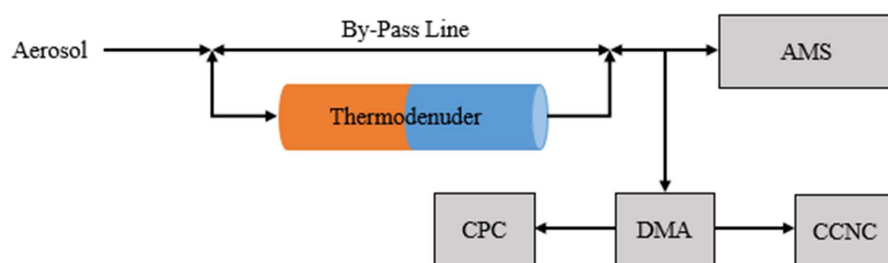 By-Pass Line
Aerosol
AMS
Thermodenuder
CPC
DMA
CCNC